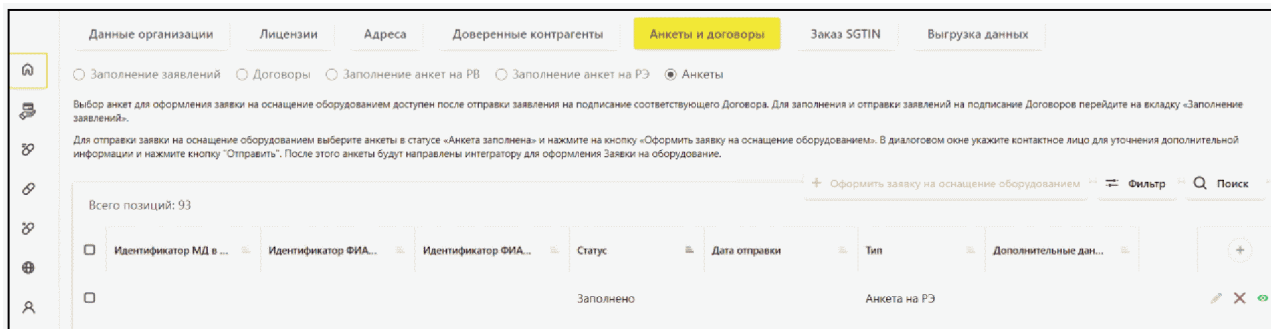 Данные организации Лицензии Адреса Доверенные контрагенты Анкеты и договоры Заказ SGTIN Выгрузка данных
Заполнение заявлений Договоры Заполнение анкет на РВ Заполнение анкет на РЭ Анкеты
Выбор анкет для оформления заявки на оснащение оборудованием доступен после отправки заявления на подписание соответствующего Договора. Для заполнения и отправки заявлений на подписание Договоров перейдите на вкладку «Заполнение
заявлений».
Для отправки заявки на оснащение оборудованием выберите анкеты в статусе «Анкета заполнена» и нажмите на кнопку «Оформить заявку на оснащение оборудованием». В диалоговом окне укажите контактное лицо для уточнения дополнительной
информации и нажмите кнопку "Отправить". После этого анкеты будут направлены интегратору для оформления Заявки на оборудование.
+ Оформить заявку на оснащение оборудованием Фильтр Поиск
Всего позиций: 93
Идентификатор МД в ... Идентификатор ФИА... Идентификатор ФИА... Статус Дата отправки Тип Дополнительные дан...
Заполнено Анкета на РЭ